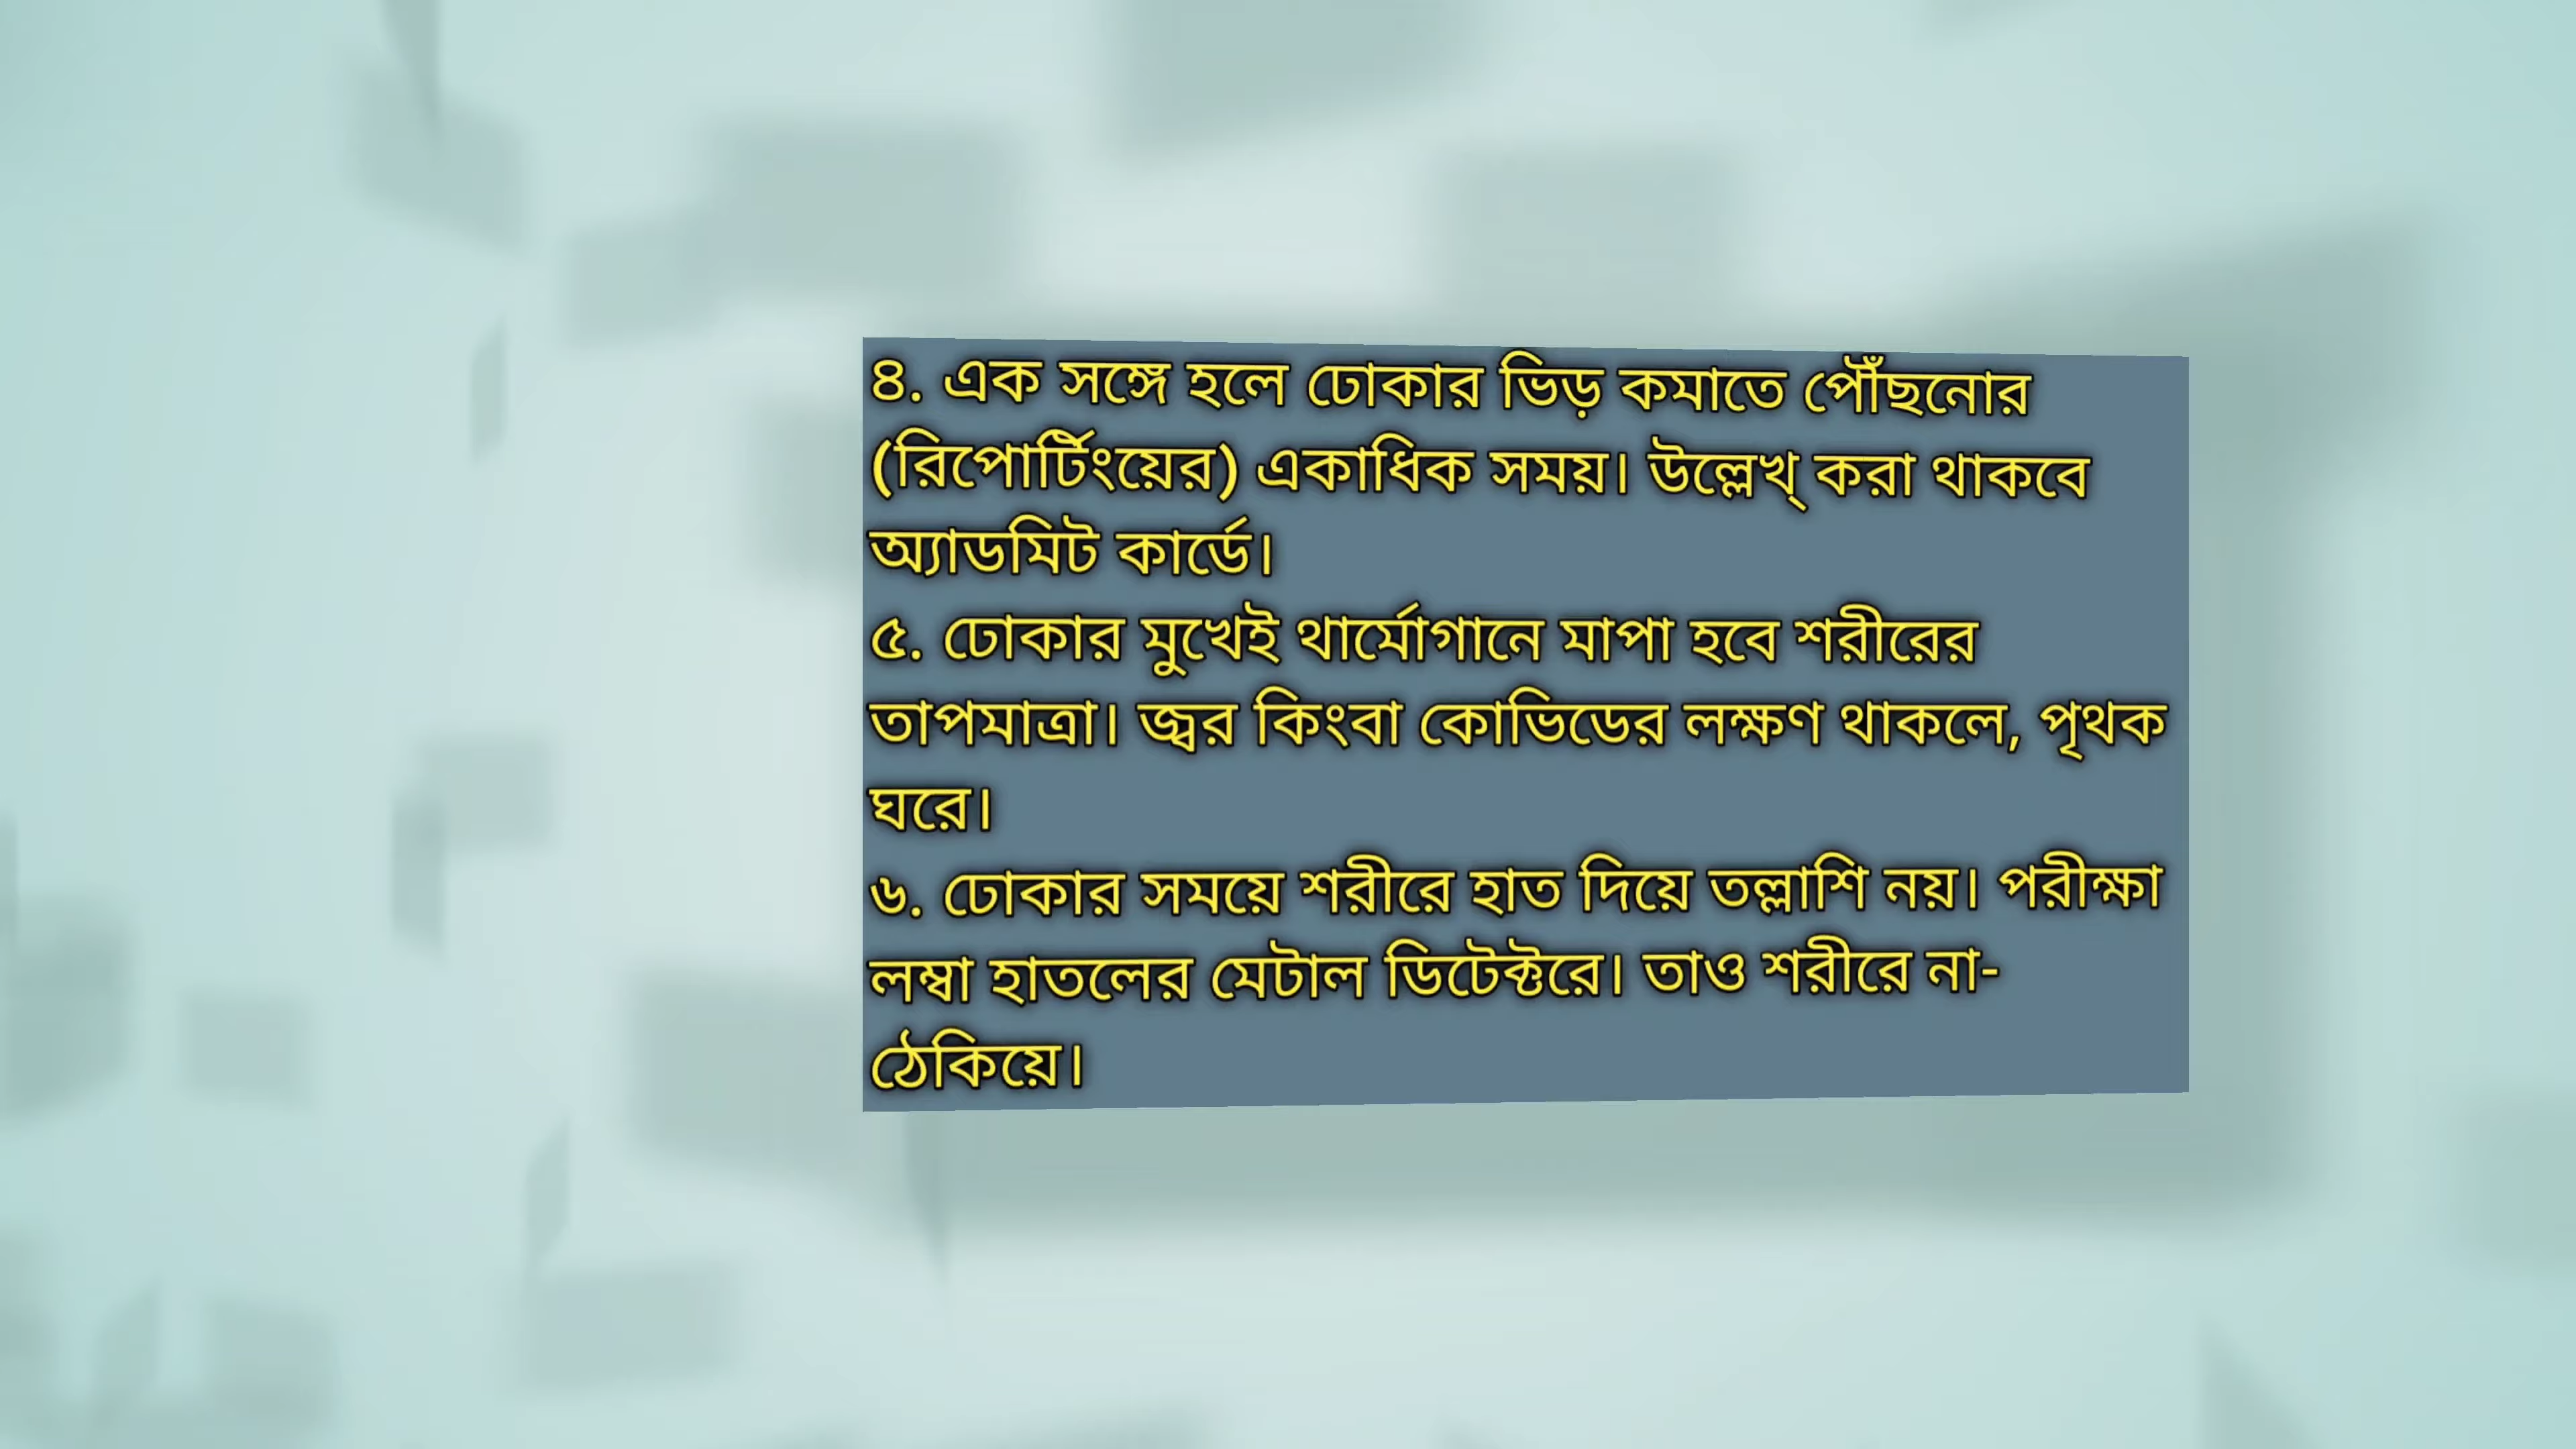 ৪. এক সঙ্গে হলে ঢোকার ভিড় কমাতে পৌঁছনোর
(রিপোর্টিংয়ের) একাধিক সময়। উল্লেখ্ করা থাকবে
অ্যাডমিট কার্ডে।
৫. ঢোকার মুখেই থার্মোগানে মাপা হবে শরীরের
তাপমাত্রা। জ্বর কিংবা কোভিডের লক্ষণ থাকলে, পৃথক
ঘরে।
৬. ঢোকার সময়ে শরীরে হাত দিয়ে তল্লাশি নয়। পরীক্ষা
লম্বা হাতলের মেটাল ডিটেক্টরে। তাও শরীরে না-
ঠেকিয়ে।